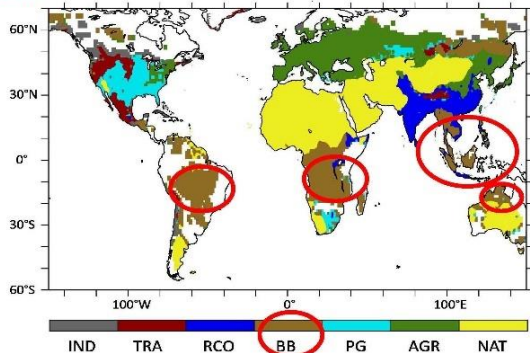 60°N
30°N
0°
30°S
60°S
100°W 0° 100°E
IND TRA RCO BB PG AGR NAT